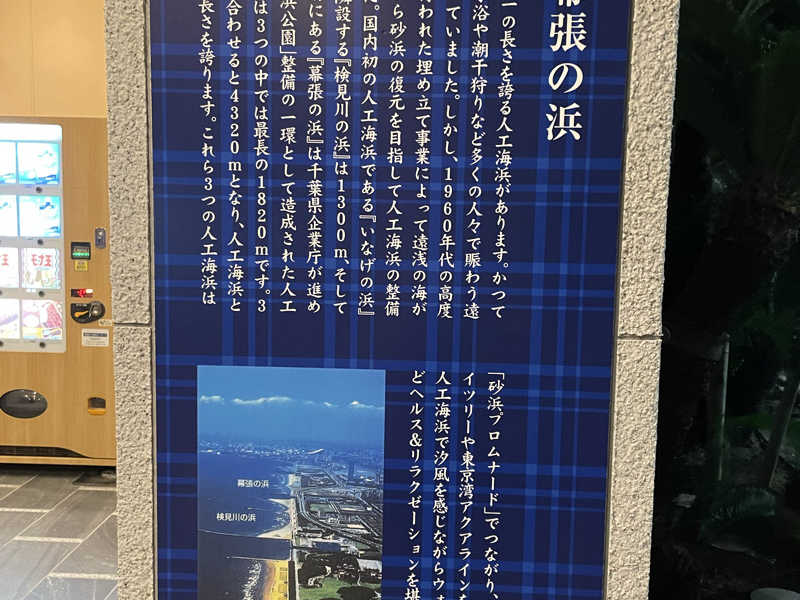 張の浜
一の長さを誇る人工海浜があります。かつて
浴や潮干狩りなど多くの人々で賑わう遠
ていました。しかし、1960年代の高度
われた埋め立て事業によって遠浅の海が
ら砂浜の復元を目指して人工海浜の整備
た。国内初の人工海浜である『いなげの浜』
隣設する『検見川の浜』は1300m、そして
にある『幕張の浜』は千葉県企業庁が進め
浜公園」整備の一環として造成された人工
は3つの中では最長の1820mです。3
合わせると4320mとなり、人工海浜と
長さを誇ります。これら3つの人工海浜は
「砂浜プロムナード」でつながり、
イツリーや東京湾アクアラインを
人工海浜で汐風を感じながらウォ
どヘルス&リラクゼーションを堪
幕張の浜
検見川の浜
モナ王